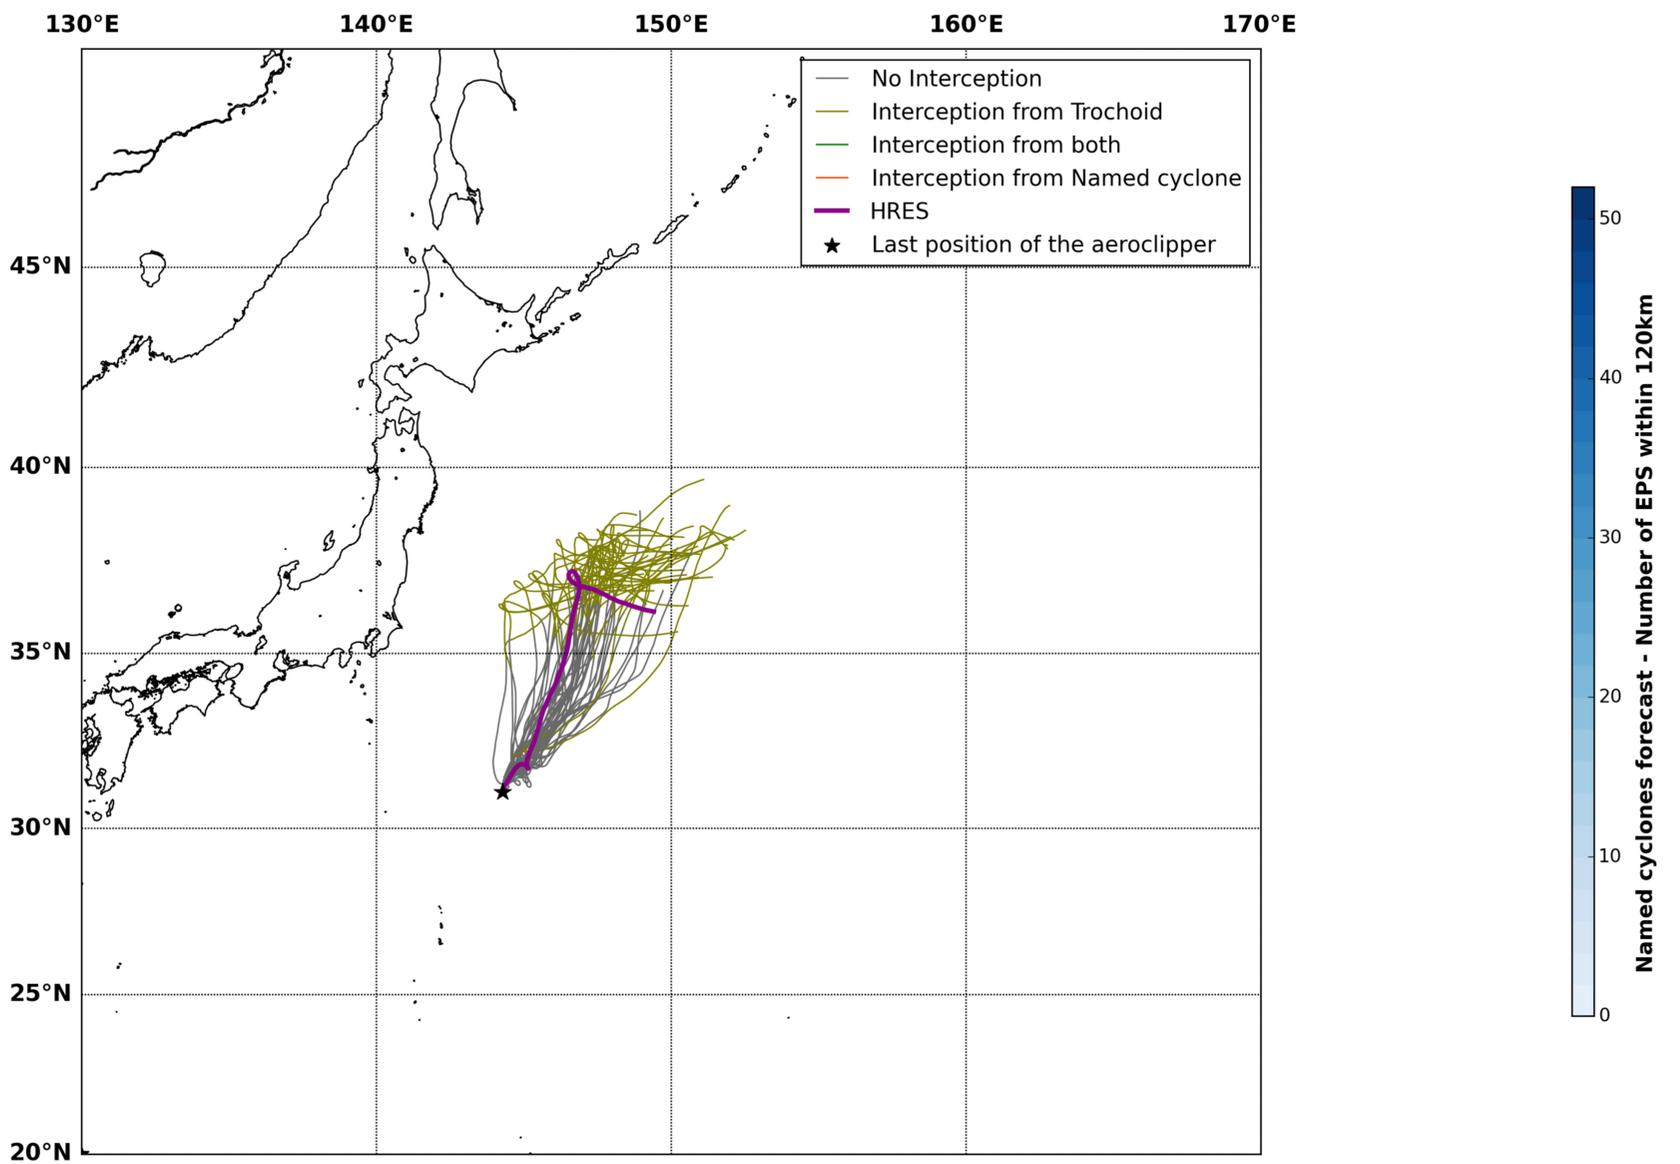 130°E 140°E 150°E 160°E 170°E
No Interception
Interception from Trochoid
Interception from both
Interception from Named cyclone
HRES
Last position of the aeroclipper
45°N
40°N
35°N
30°N
25°N
20°N
50
40
30
20
10
0
Named cyclones forecast - Number of EPS within 120km